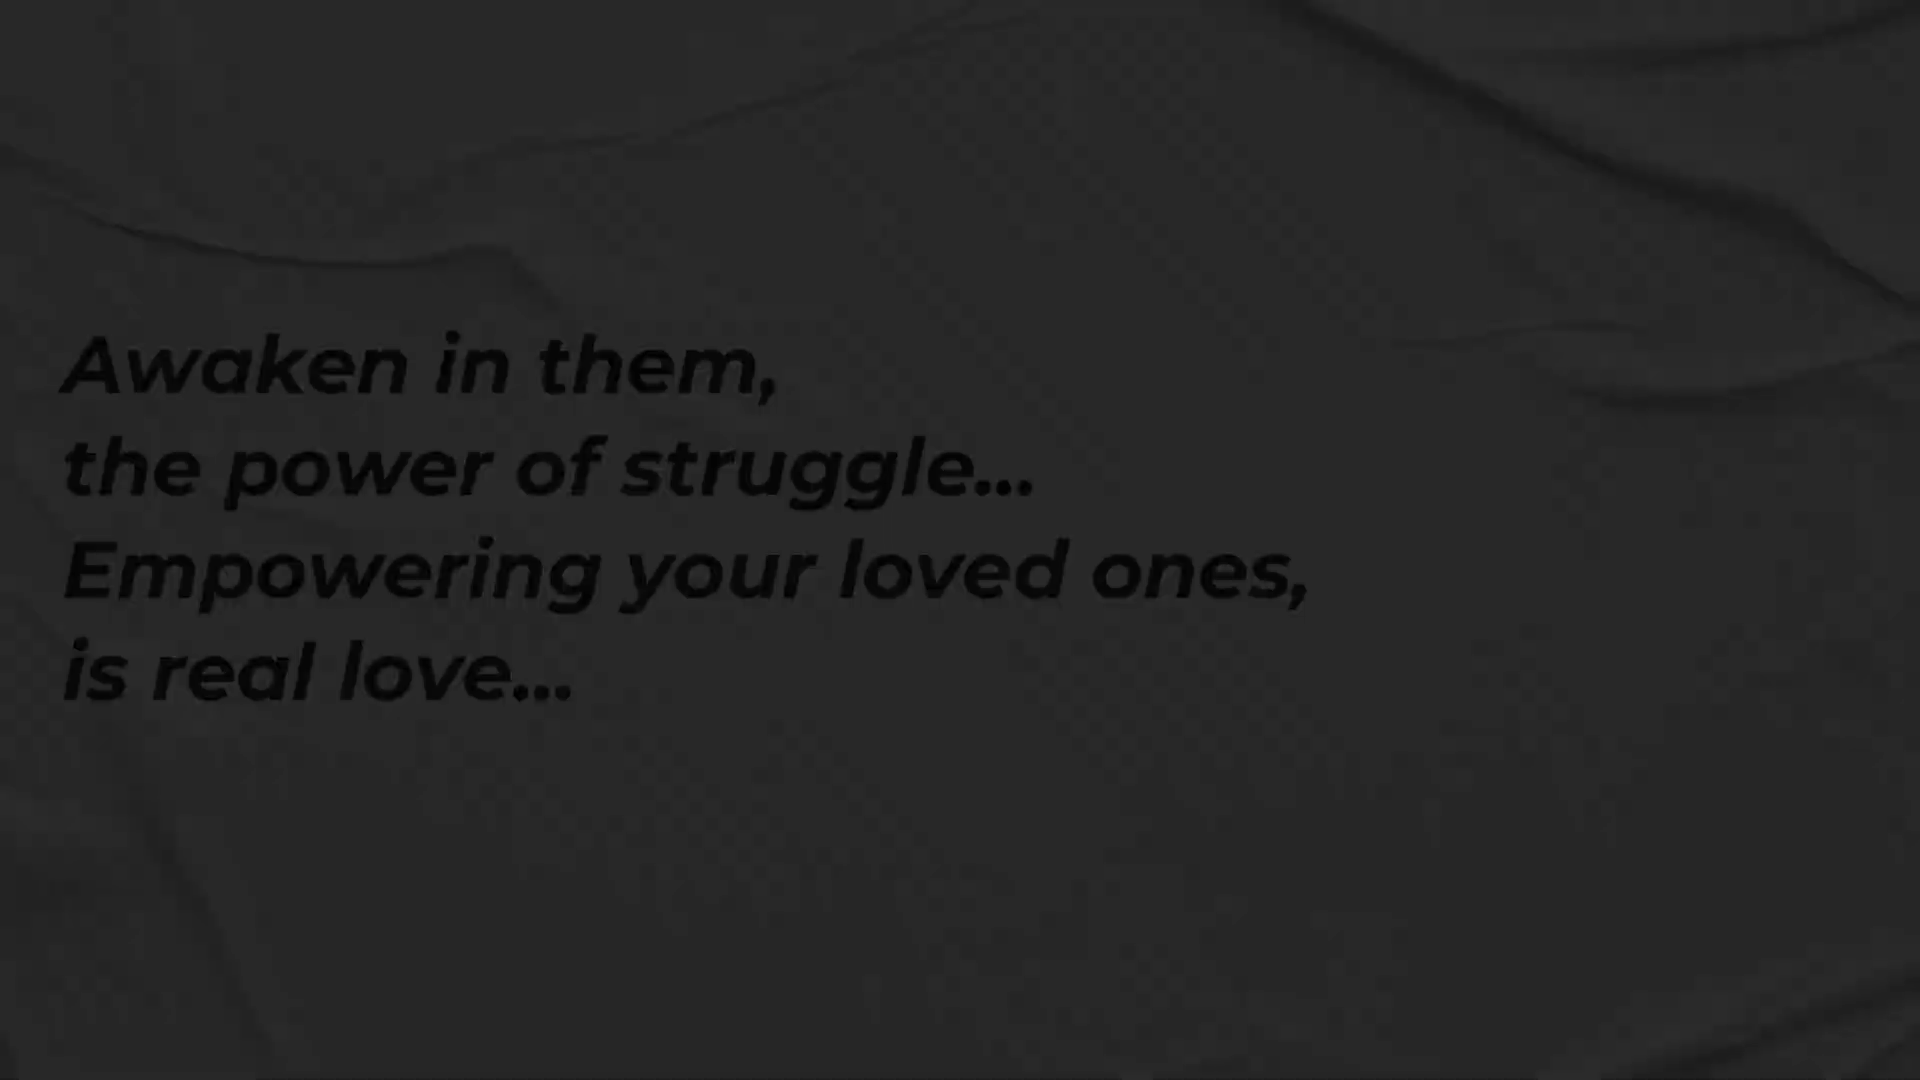 Awaken in them,
the power of struggle...
Empowering your loved ones,
is real love...